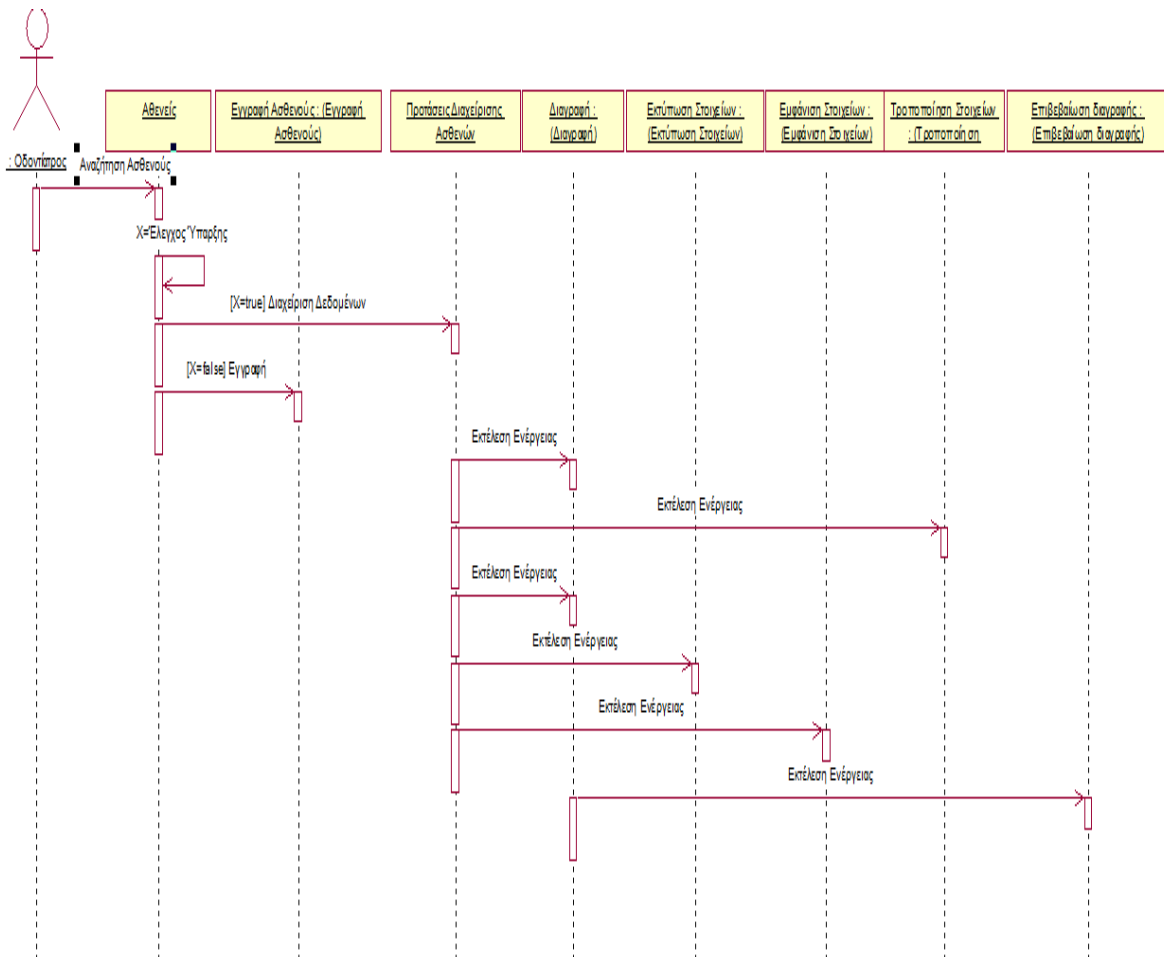 Αθενείς
Εγγραφή Ασθενούς : (Εγγραφή
Ασθενούς)
Προτάσεις Διαχείρισης
Ασθενών
Διαγραφή :
(Διαγραφή)
Εκτύπωση Στοιχείων :
(Εκτύπωση Στοιχείων)
Εμφάνιση Στοιχείων :
(Εμφάνιση Στοιχείων)
Τροποποίηση Στοιχείων
: (Τροποποίηση
Επιβεβαίωση διαγραφής :
(Επιβεβαίωση διαγραφής)
: Οδοντίατρος
Αναζήτηση Ασθενούς
Χ=Έλεγχος Ύπαρξης
[X=true] Διαχείριση Δεδομένων
[X=false] Εγγραφή
Εκτέλεση Ενέργειας
Εκτέλεση Ενέργειας
Εκτέλεση Ενέργειας
Εκτέλεση Ενέργειας
Εκτέλεση Ενέργειας
Εκτέλεση Ενέργειας